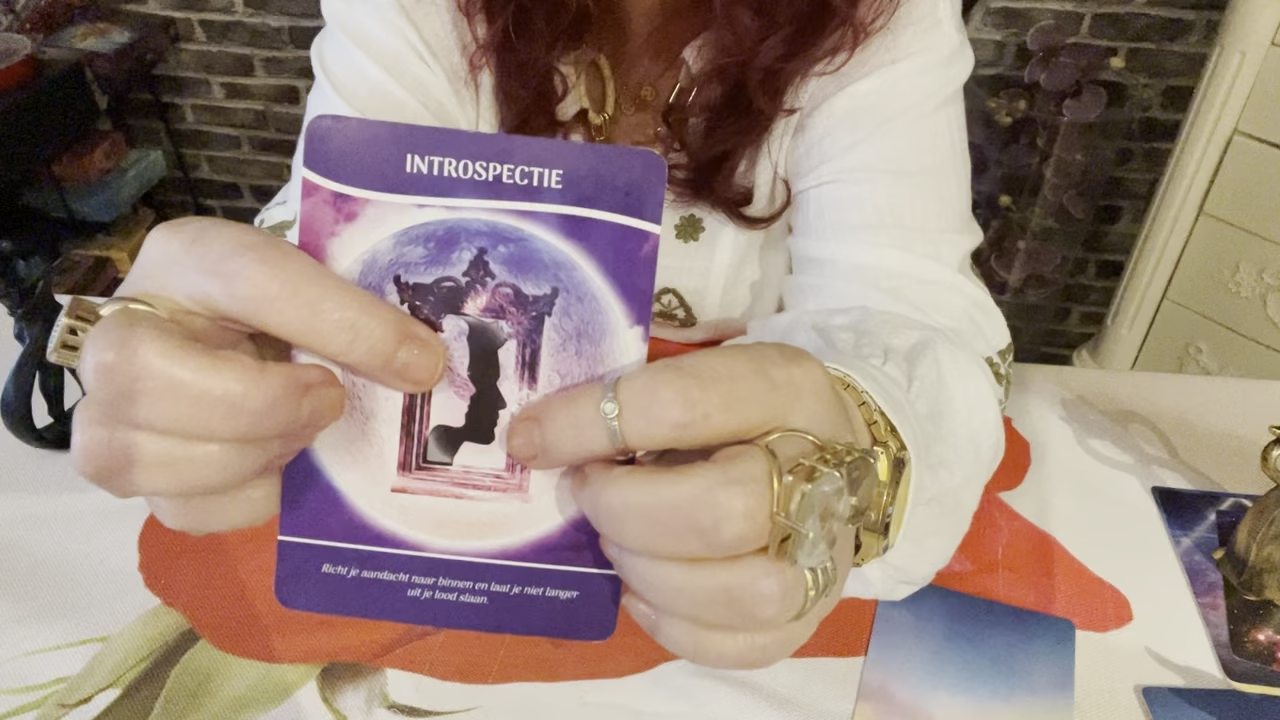 INTROSPECTIE
Richt je aandacht naar binnen en laat je niet langer
uit je lood slaan.